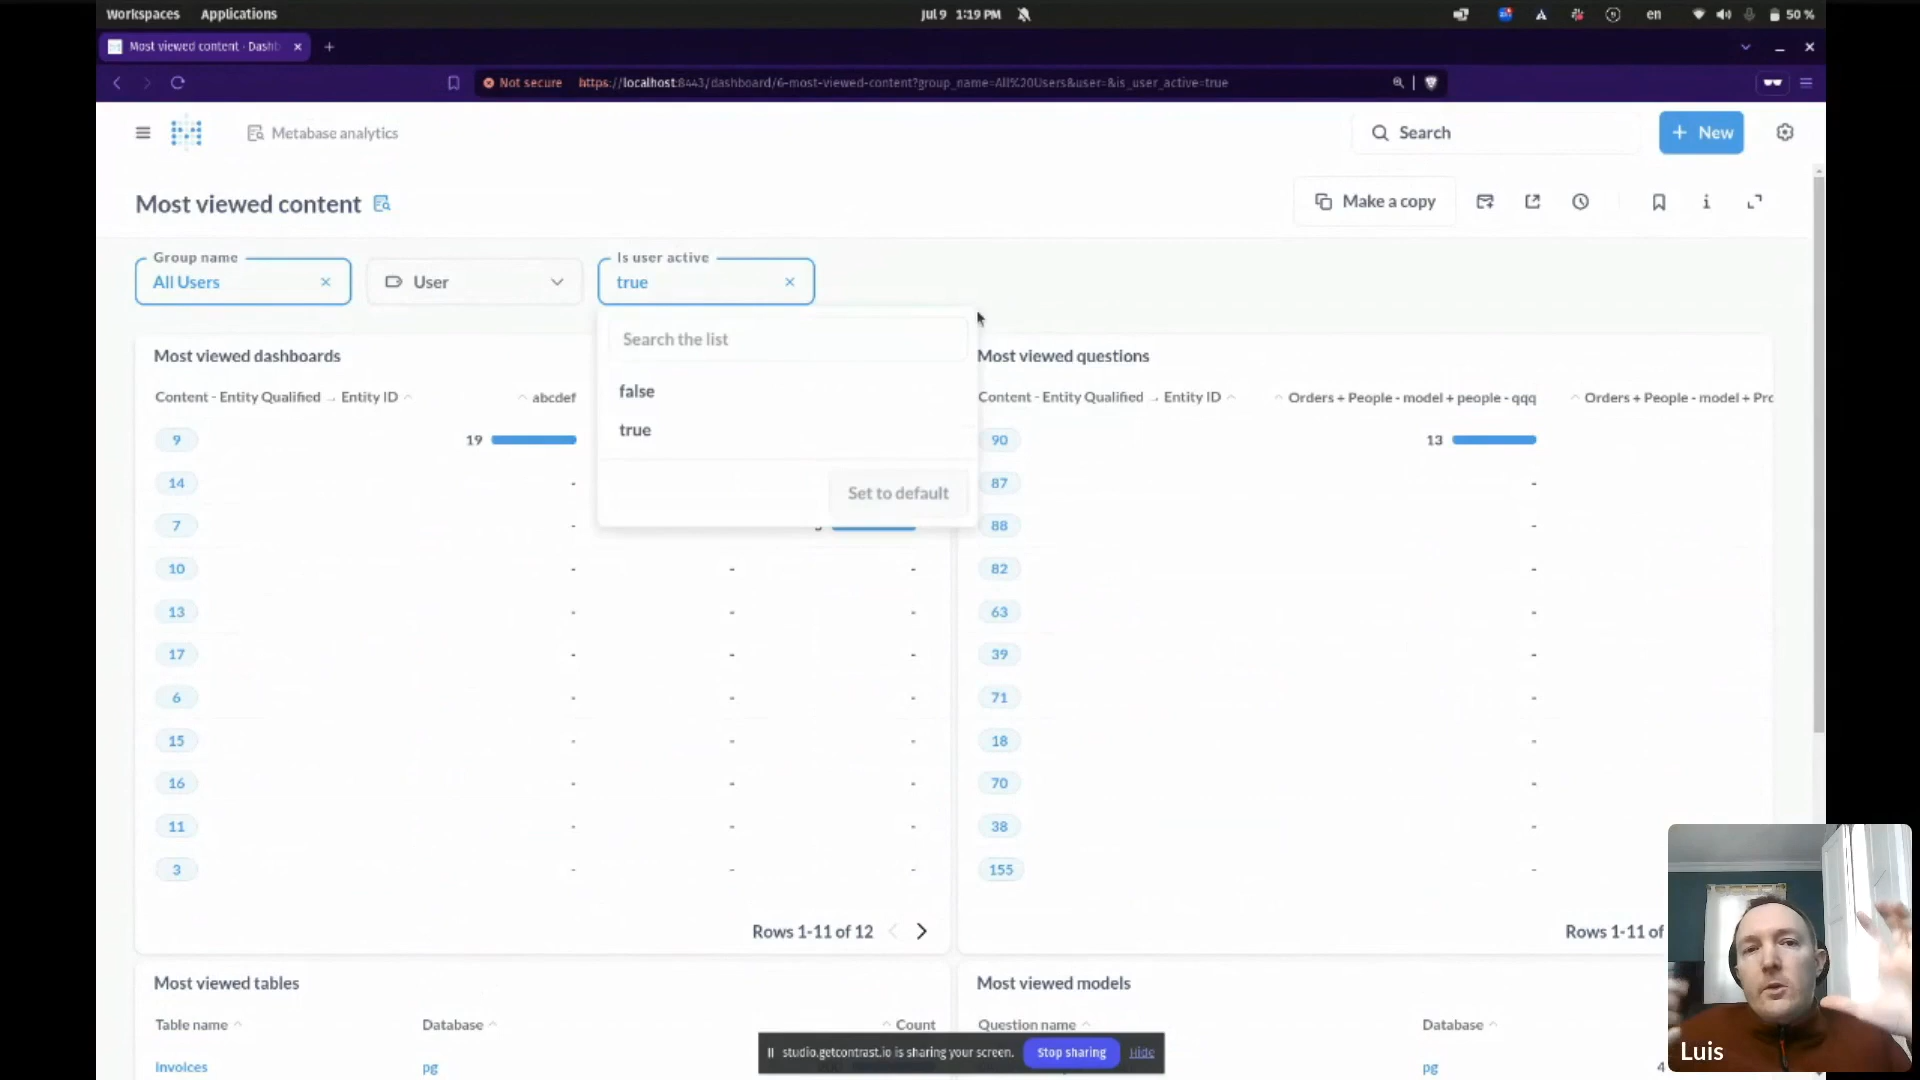 Workspaces Applications Jul 9 1:19 PM en 50 %
Most viewed content · Dashb
Not secure https://localhost:8443/dashboard/6-most-viewed-content?group_name=All%20Users&user=&is_user_active=true
Metabase analytics Search + New
Most viewed content Make a copy
Group name Is user active
All Users User true
Search the list
false
true
Set to default
Most viewed dashboards
Content - Entity Qualified → Entity ID abcdef
9 19
14 -
7 -
10 - - -
13 - - -
17 - - -
6 - - -
15 - - -
16 - - -
11 - - -
3 - - -
Rows 1-11 of 12
Most viewed questions
Content - Entity Qualified → Entity ID Orders + People - model + people - qqq Orders + People - model + Prc
90 13
87 -
88 -
82 -
63 -
39 -
71 -
18 -
70 -
38 -
155 -
Rows 1-11 of
Most viewed tables
Table name Database Count
Invoices pg
Most viewed models
Question name Database
pg 4
studio.getcontrast.io is sharing your screen. Stop sharing Hide
Luis